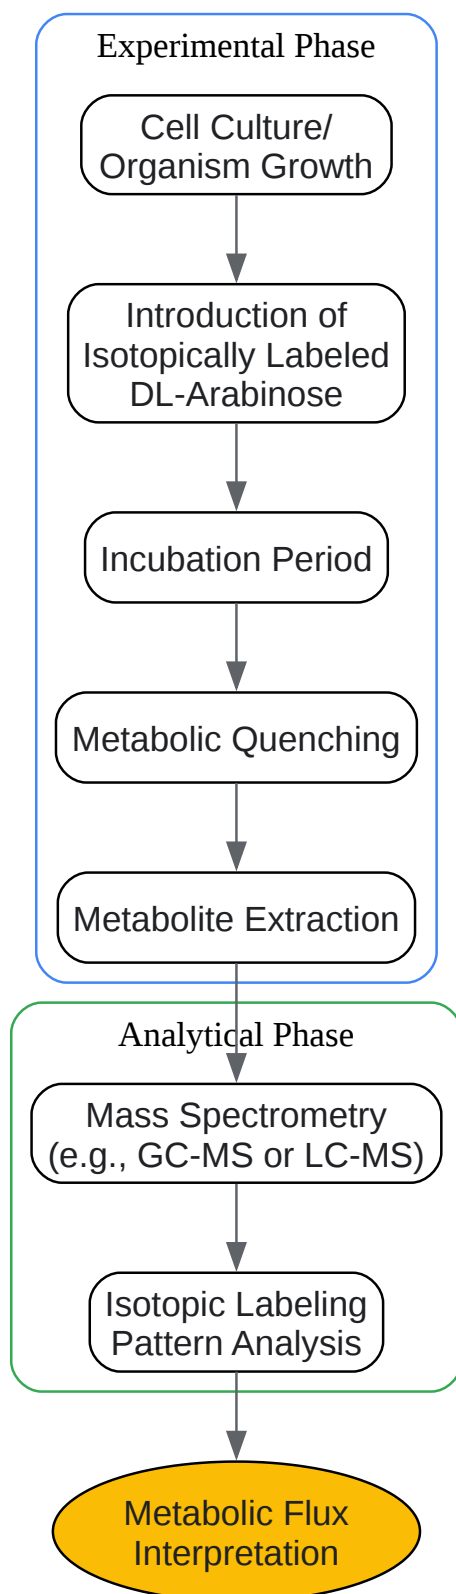 Experimental Phase
Cell Culture/
Organism Growth
Introduction of
Isotopically Labeled
DL-Arabinose
Incubation Period
Metabolic Quenching
Metabolite Extraction
Analytical Phase
Mass Spectrometry
(e.g., GC-MS or LC-MS)
Isotopic Labeling
Pattern Analysis
Metabolic Flux
Interpretation